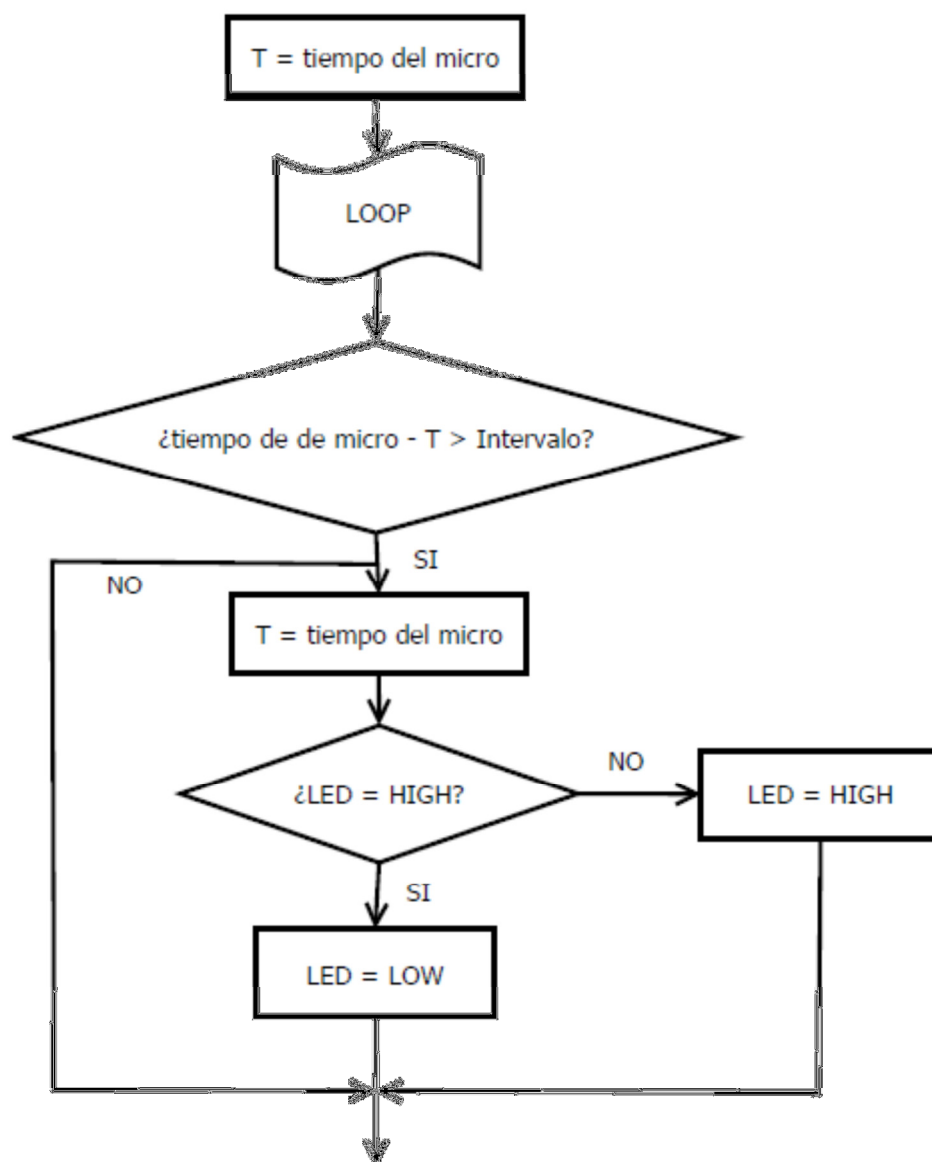 T = tiempo del micro
LOOP
¿tiempo de de micro - T > Intervalo?
SI
NO
T = tiempo del micro
NO
¿LED = HIGH?
LED = HIGH
SI
LED = LOW